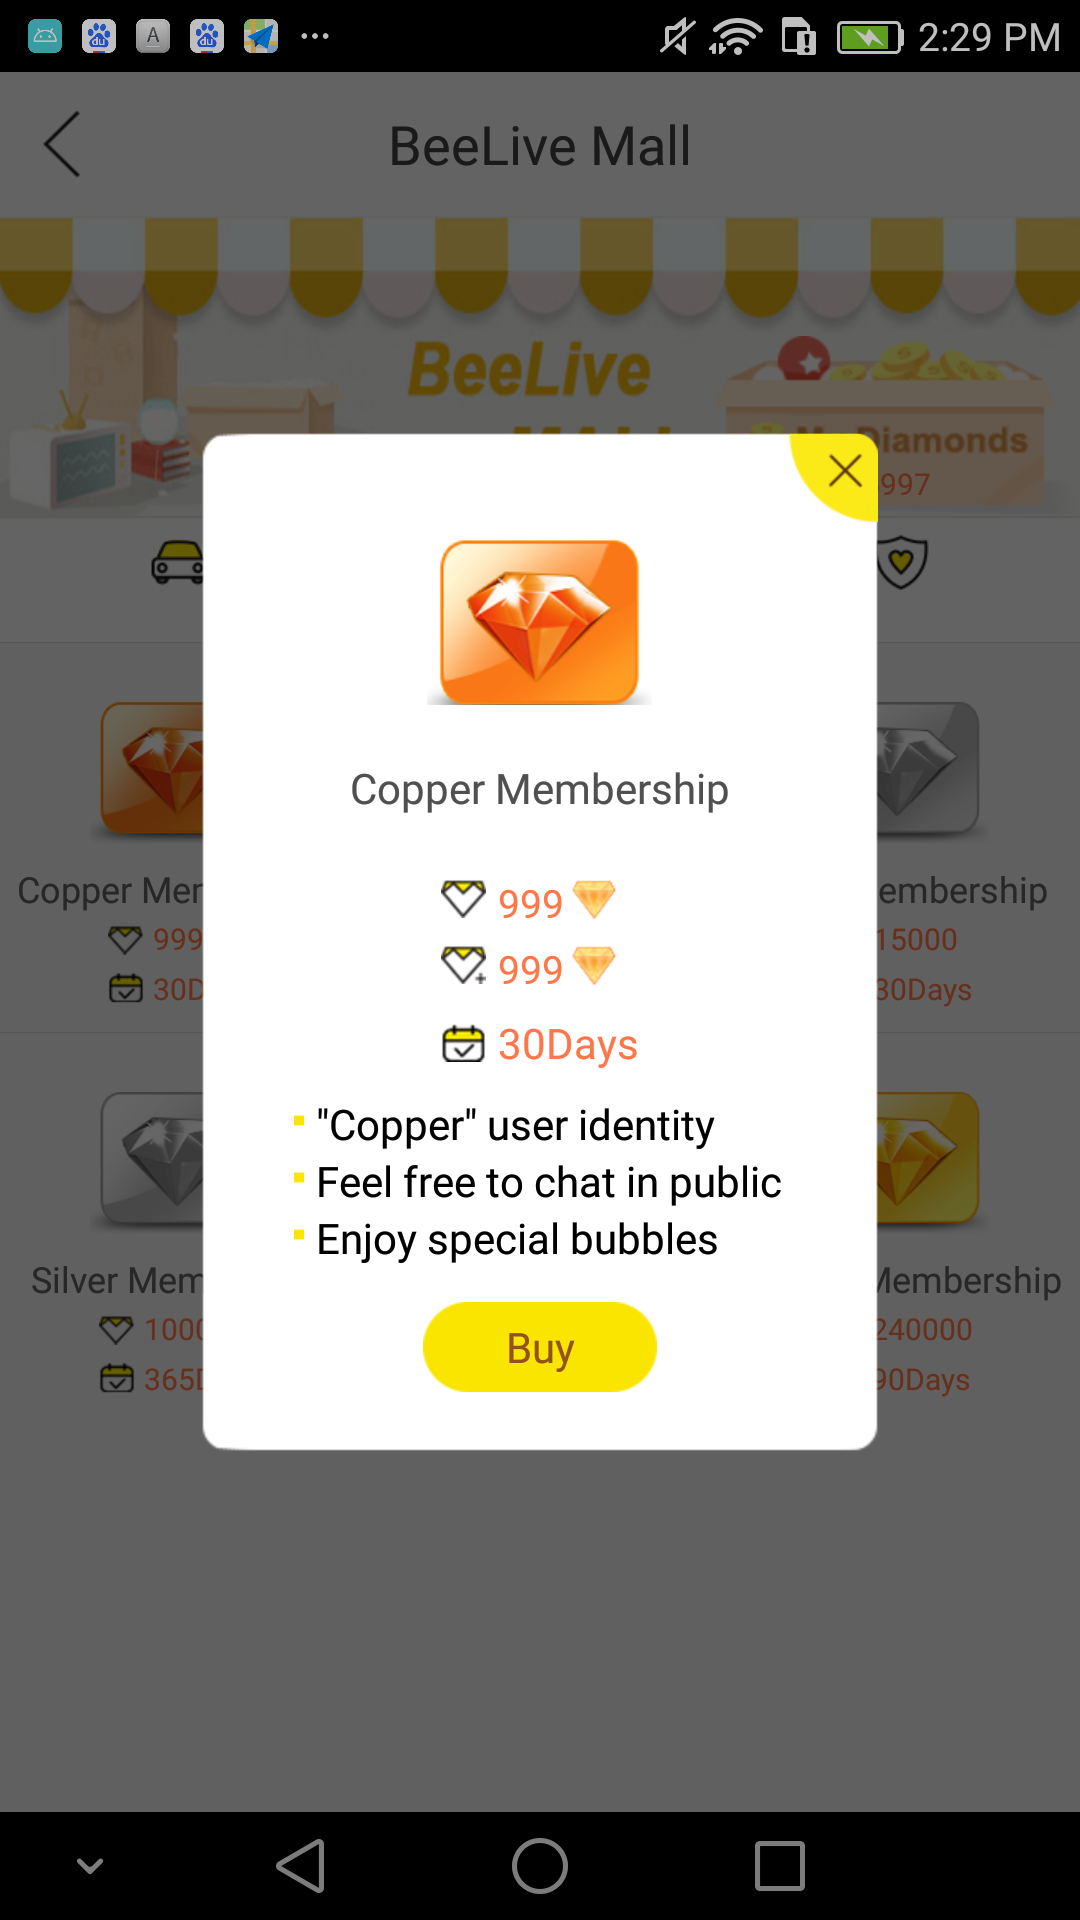 2:29 PM
BeeLive Mall
BeeLive
Diamonds
997
Copper Membership
999
999
30Days
"Copper" user identity
Feel free to chat in public
Enjoy special bubbles
Buy
Copper Mem
embership
999
15000
30D
30Days
Silver Mem
Membership
1000
240000
365D
90Days